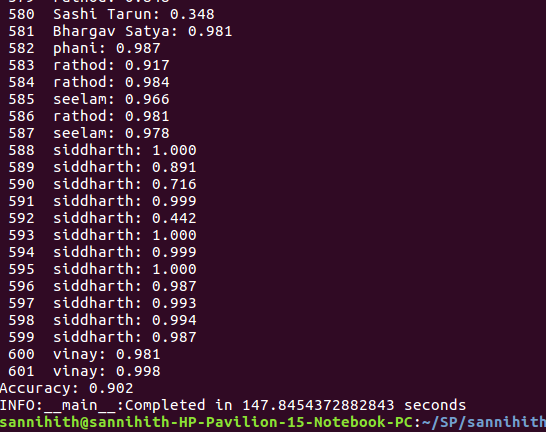 580 Sashi Tarun: 0.348
581 Bhargav Satya: 0.981
582 phani: 0.987
583 rathod: 0.917
584 rathod: 0.984
585 seelam: 0.966
586 rathod: 0.981
587 seelam: 0.978
588 siddharth: 1.000
589 siddharth: 0.891
590 siddharth: 0.716
591 siddharth: 0.999
592 siddharth: 0.442
593 siddharth: 1.000
594 siddharth: 0.999
595 siddharth: 1.000
596 siddharth: 0.987
597 siddharth: 0.993
598 siddharth: 0.994
599 siddharth: 0.987
600 vinay: 0.981
601 vinay: 0.998
Accuracy: 0.902
INFO:__main__:Completed in 147.8454372882843 seconds
sannihith@sannihith-HP-Pavilion-15-Notebook-PC:~/SP/sannihith